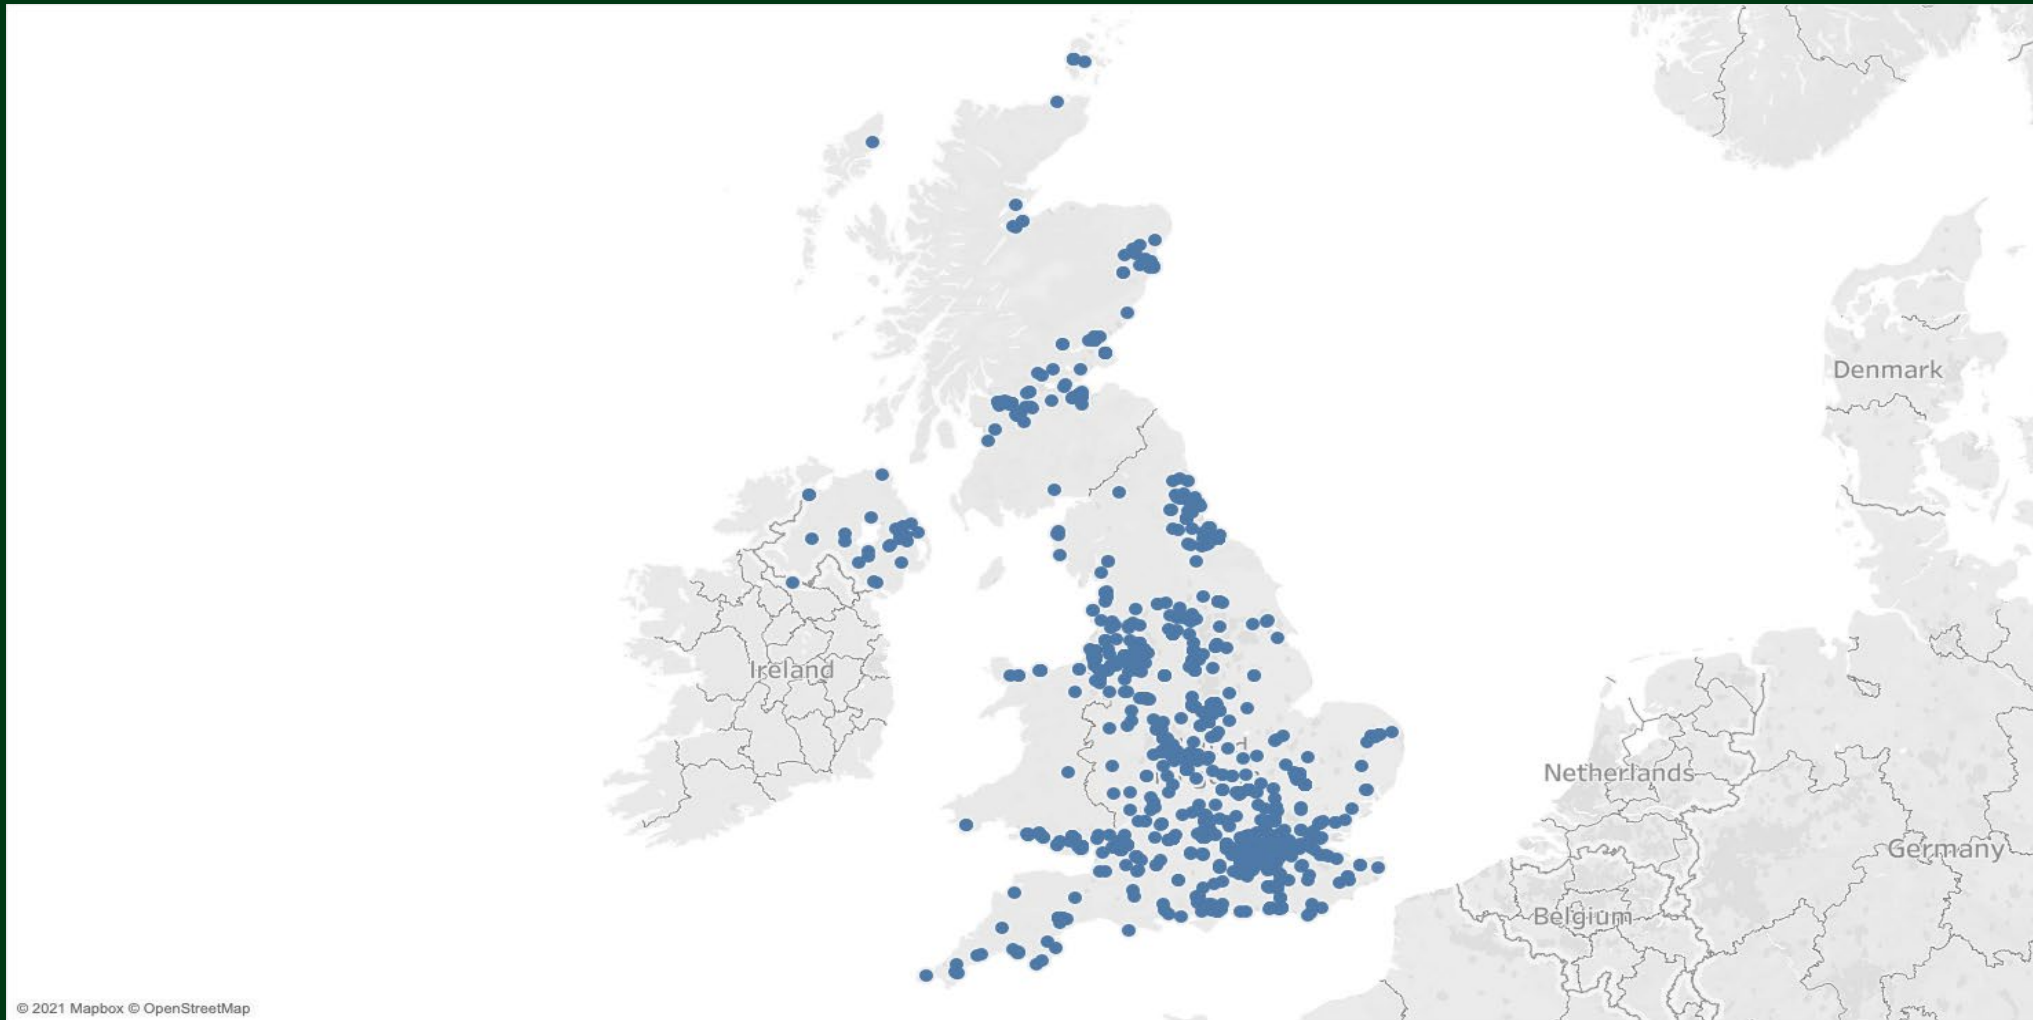 Denmark
Ireland
Netherlands
Germany
Belgium
© 2021 Mapbox © OpenStreetMap